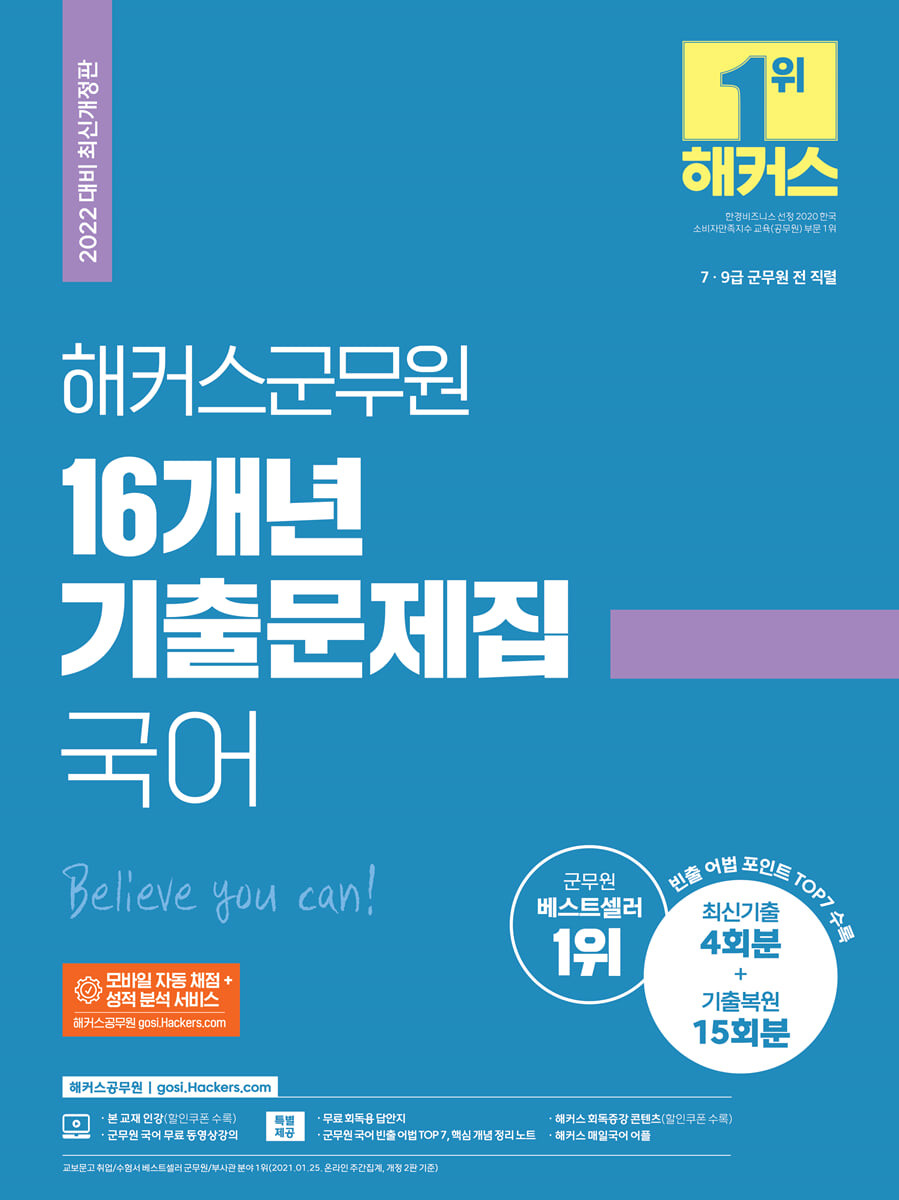 2022 대비 최신개정판
1위
해커스
한경비즈니스 선정 2020 한국
소비자만족지수 교육(공무원) 부문 1위
7·9급 군무원 전 직렬
해커스군무원
16개년
기출문제집
국어
Believe you can!
군무원
베스트셀러
1위
빈출 어법 포인트 TOP7 수록
최신기출
4회분
+
기출복원
15회분
모바일 자동 채점 +
성적 분석 서비스
해커스공무원 gosi.Hackers.com
해커스공무원 | gosi.Hackers.com
· 본 교재 인강(할인쿠폰 수록)
· 군무원 국어 무료 동영상강의
특별
제공
· 무료 회독용 답안지
· 군무원 국어 빈출 어법 TOP 7, 핵심 개념 정리 노트
· 해커스 회독증강 콘텐츠(할인쿠폰 수록)
· 해커스 매일국어 어플
교보문고 취업/수험서 베스트셀러 군무원/부사관 분야 1위(2021.01.25. 온라인 주간집계, 개정 2판 기준)